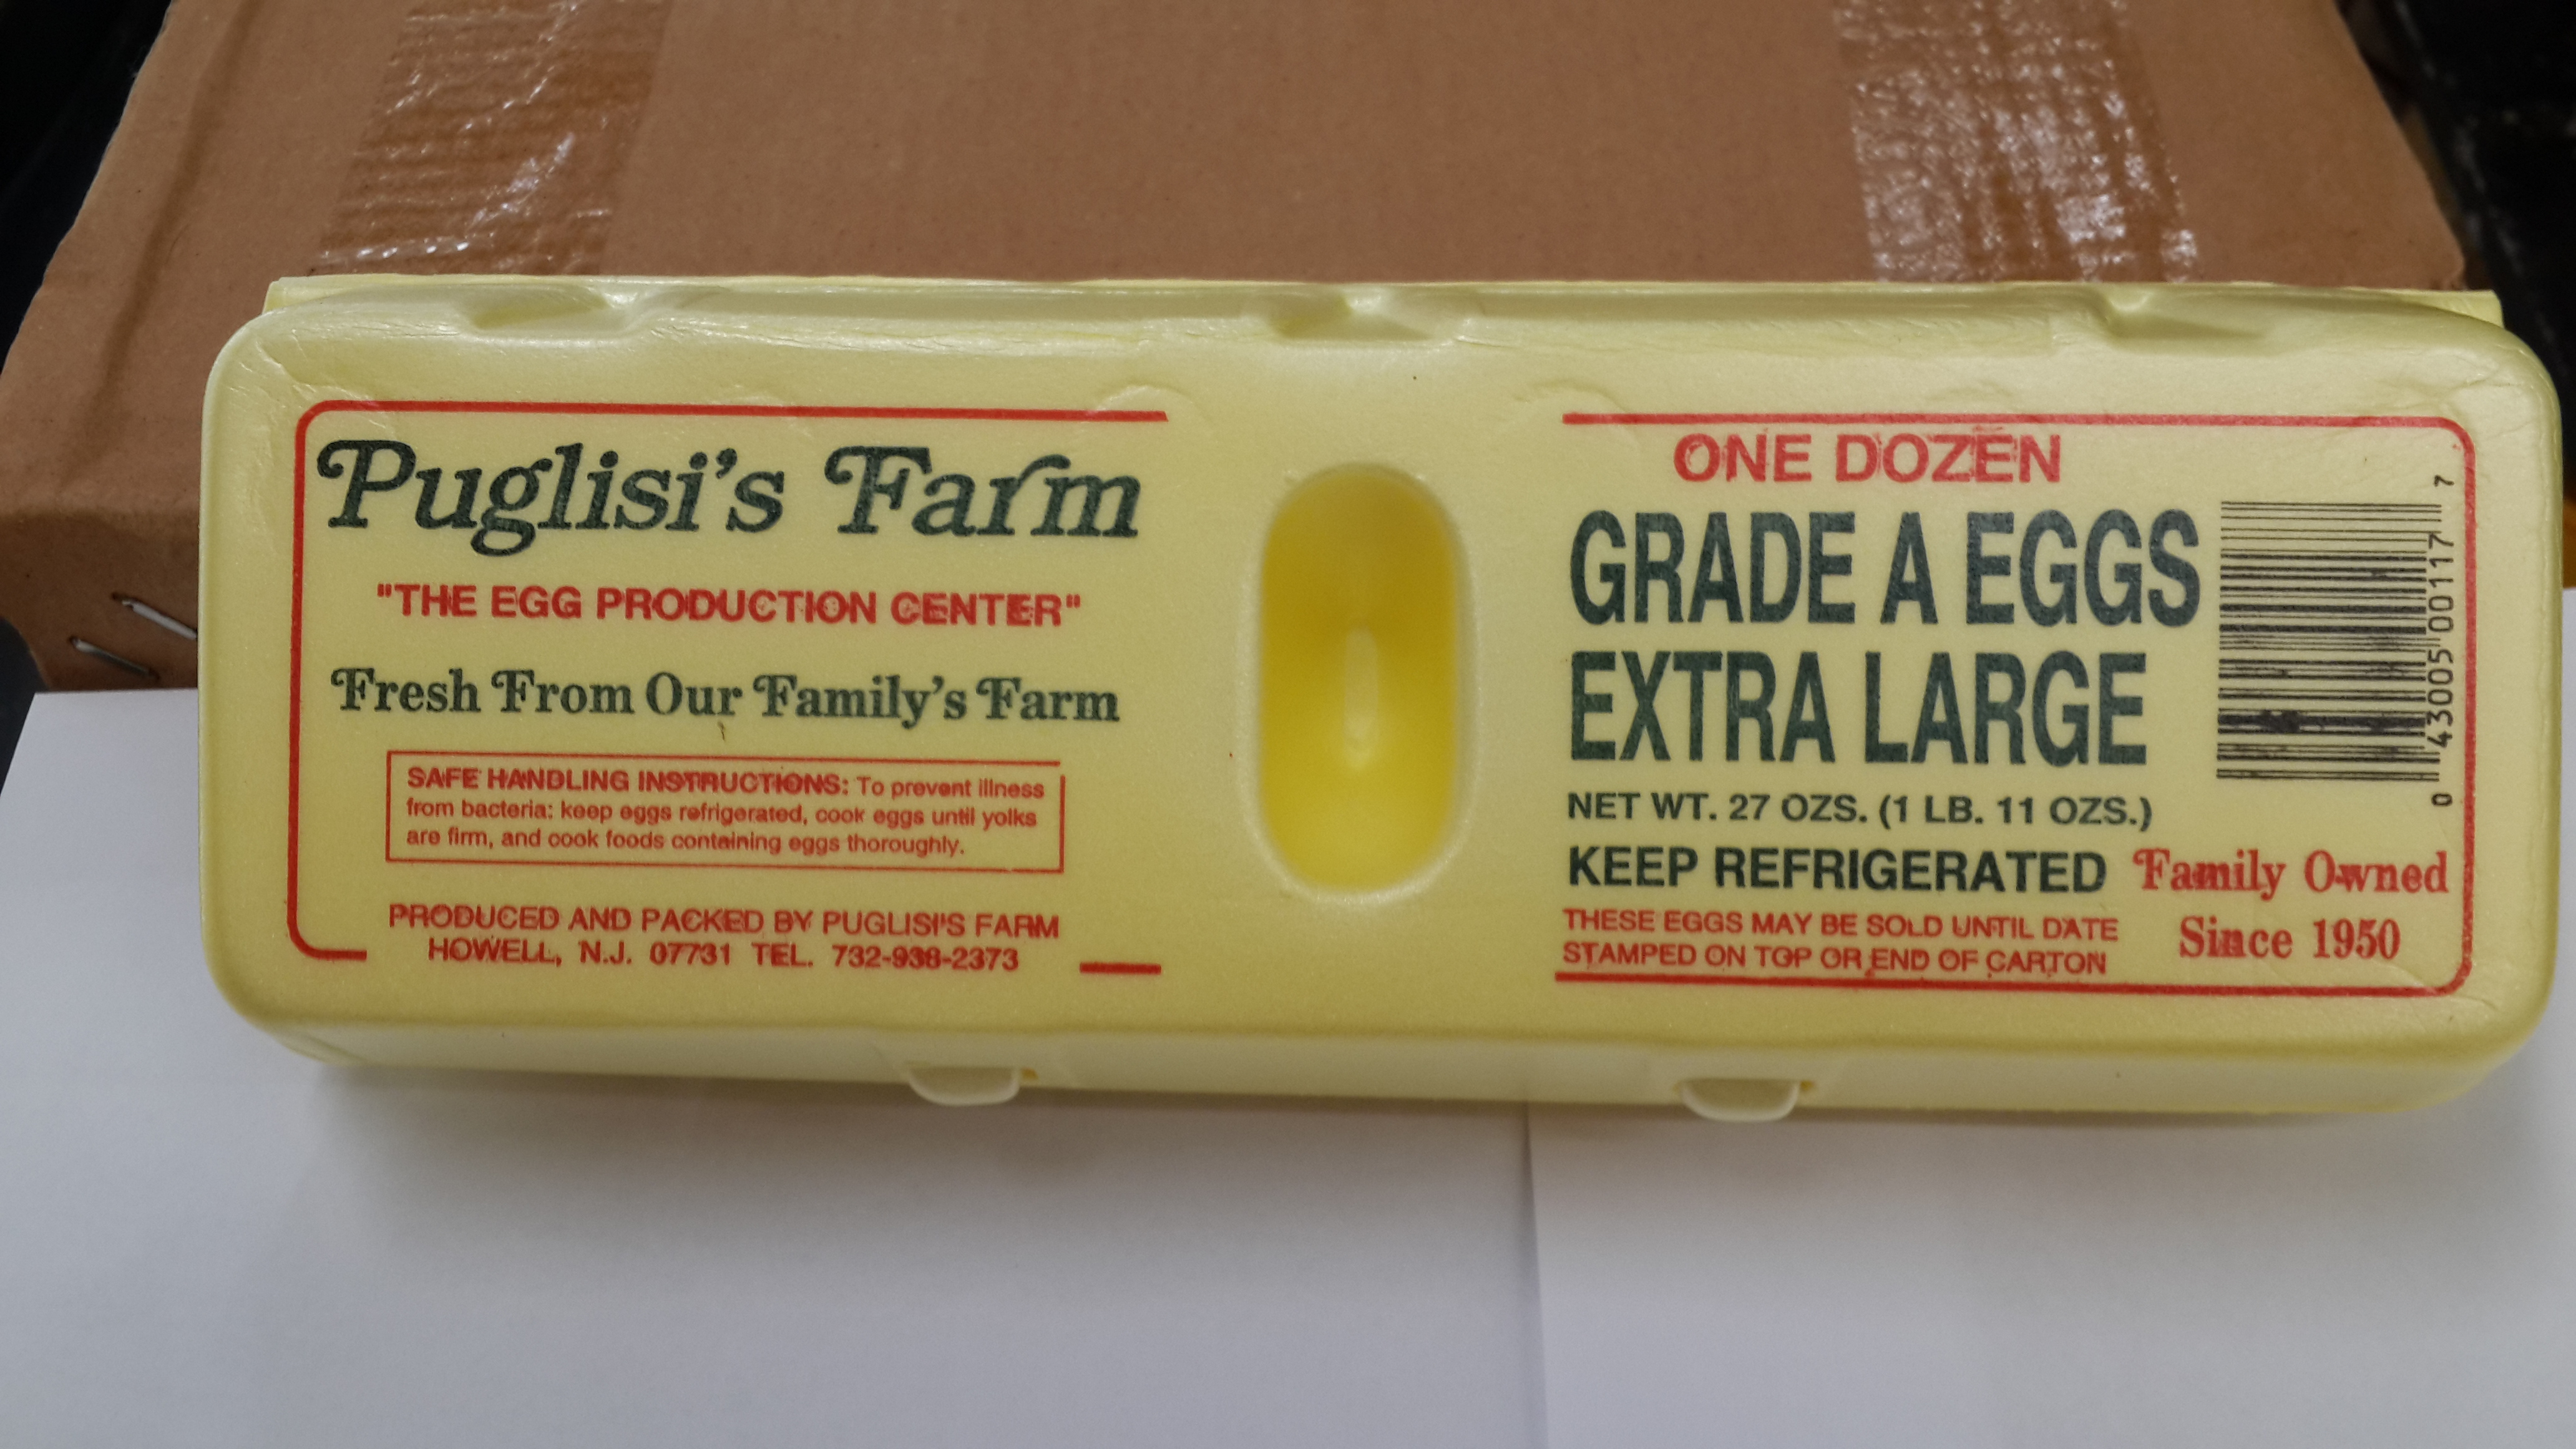 Puglisi's Farm
"THE EGG PRODUCTION CENTER"
Fresh From Our Family's Farm
SAFE HANDLING INSTRUCTIONS: To prevent illness
from bacteria: keep eggs refrigerated, cook eggs until yolks
are firm, and cook foods containing eggs thoroughly.
PRODUCED AND PACKED BY PUGLISI'S FARM
HOWELL, N.J. 07731 TEL. 732-938-2373
ONE DOZEN
GRADE A EGGS
EXTRA LARGE
NET WT. 27 OZS. (1 LB. 11 OZS.)
KEEP REFRIGERATED
THESE EGGS MAY BE SOLD UNTIL DATE
STAMPED ON TOP OR END OF CARTON
Family Owned
Since 1950
0 43005 00117 7